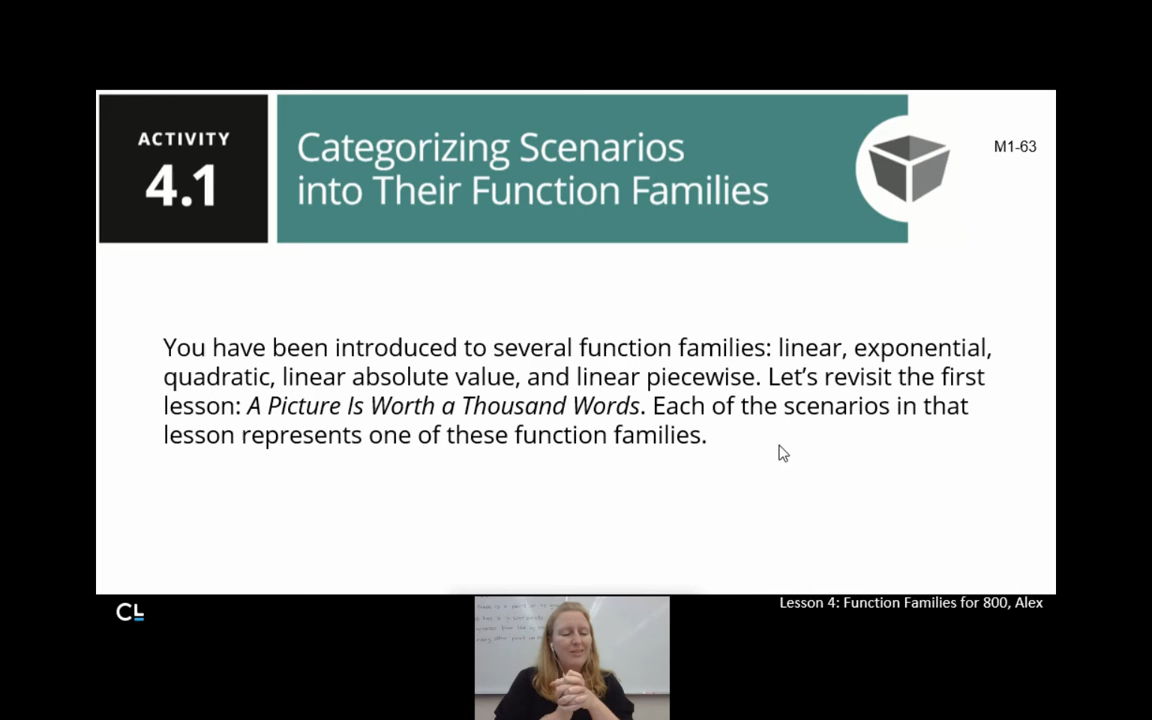 ACTIVITY
4.1
Categorizing Scenarios
into Their Function Families
M1-63
You have been introduced to several function families: linear, exponential,
quadratic, linear absolute value, and linear piecewise. Let’s revisit the first
lesson: A Picture Is Worth a Thousand Words. Each of the scenarios in that
lesson represents one of these function families.
CL
Lesson 4: Function Families for 800, Alex